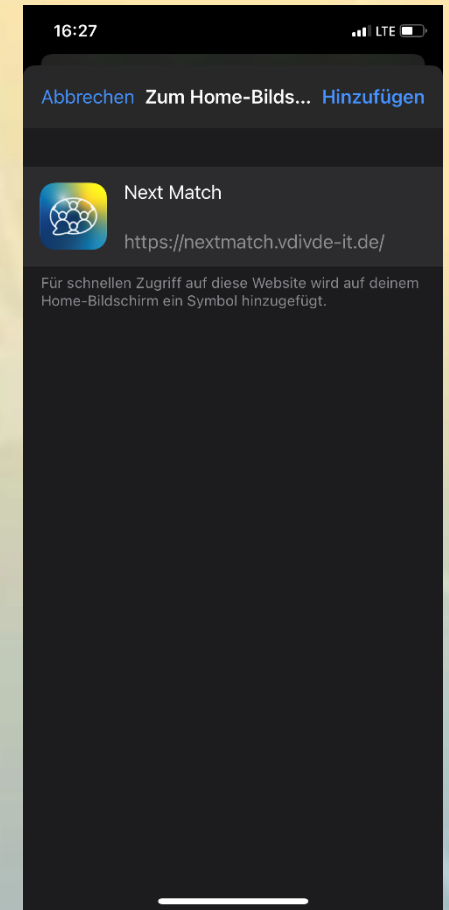 16:27 LTE
Abbrechen Zum Home-Bilds... Hinzufügen
Next Match
https://nextmatch.vdivde-it.de/
Für schnellen Zugriff auf diese Website wird auf deinem
Home-Bildschirm ein Symbol hinzugefügt.